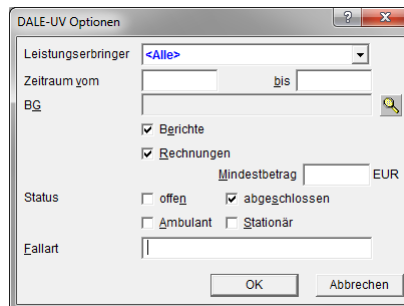 DALE-UV Optionen
Leistungserbringer <Alle>
Zeitraum vom bis
BG
Berichte
Rechnungen
Mindestbetrag EUR
Status offen abgeschlossen
Ambulant Stationär
Fallart
OK Abbrechen